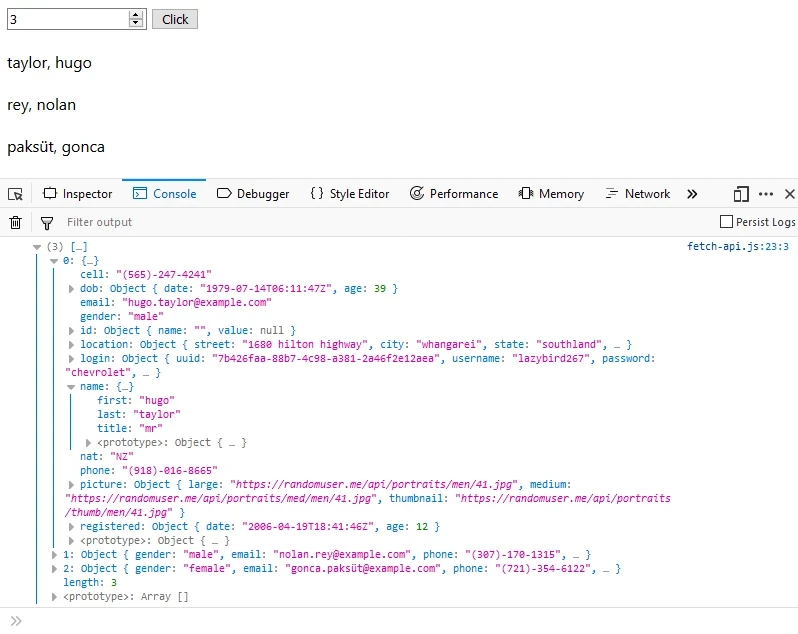 3 Click
taylor, hugo
rey, nolan
paksüt, gonca
Inspector Console Debugger {} Style Editor Performance Memory Network »
Filter output Persist Logs
(3) […] fetch-api.js:23:3
0: {…}
cell: "(565)-247-4241"
dob: Object { date: "1979-07-14T06:11:47Z", age: 39 }
email: "hugo.taylor@example.com"
gender: "male"
id: Object { name: "", value: null }
location: Object { street: "1680 hilton highway", city: "whangarei", state: "southland", … }
login: Object { uuid: "7b426faa-88b7-4c98-a381-2a46f2e12aea", username: "lazybird267", password:
"chevrolet", … }
name: {…}
first: "hugo"
last: "taylor"
title: "mr"
<prototype>: Object { … }
nat: "NZ"
phone: "(918)-016-8665"
picture: Object { large: "https://randomuser.me/api/portraits/men/41.jpg", medium:
"https://randomuser.me/api/portraits/med/men/41.jpg", thumbnail: "https://randomuser.me/api/portraits
/thumb/men/41.jpg" }
registered: Object { date: "2006-04-19T18:41:46Z", age: 12 }
<prototype>: Object { … }
1: Object { gender: "male", email: "nolan.rey@example.com", phone: "(307)-170-1315", … }
2: Object { gender: "female", email: "gonca.paksüt@example.com", phone: "(721)-354-6122", … }
length: 3
<prototype>: Array []
»